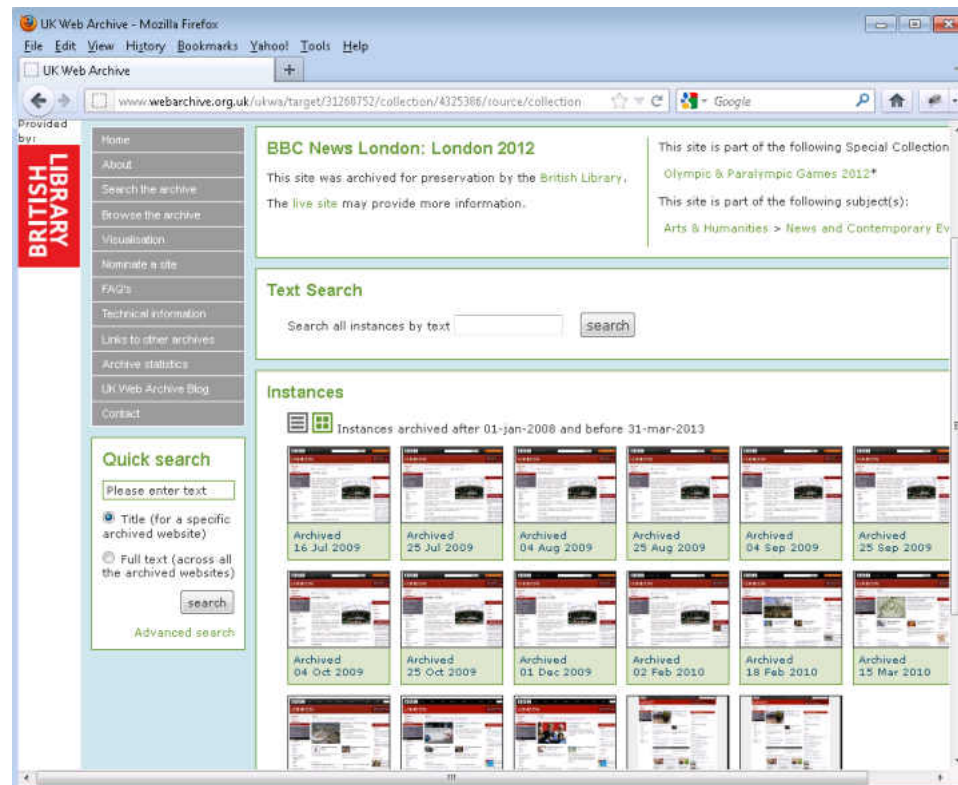 UK Web Archive - Mozilla Firefox
File Edit View History Bookmarks Yahoo! Tools Help
UK Web Archive
www.webarchive.org.uk/ukwa/target/31260752/collection/4325386/source/collection
Google
Provided by:
BRITISH LIBRARY
Home
About
Search the archive
Browse the archive
Visualisation
Nominate a site
FAQ's
Technical information
Links to other archives
Archive statistics
UK Web Archive Blog
Contact
Quick search
Please enter text
Title (for a specific
archived website)
Full text (across all
the archived websites)
search
Advanced search
BBC News London: London 2012
This site was archived for preservation by the British Library.
The live site may provide more information.
This site is part of the following Special Collection
Olympic & Paralympic Games 2012*
This site is part of the following subject(s):
Arts & Humanities > News and Contemporary Ev
Text Search
Search all instances by text
search
Instances
Instances archived after 01-jan-2008 and before 31-mar-2013
Archived
16 Jul 2009
Archived
25 Jul 2009
Archived
04 Aug 2009
Archived
25 Aug 2009
Archived
04 Sep 2009
Archived
25 Sep 2009
Archived
04 Oct 2009
Archived
25 Oct 2009
Archived
01 Dec 2009
Archived
02 Feb 2010
Archived
18 Feb 2010
Archived
15 Mar 2010